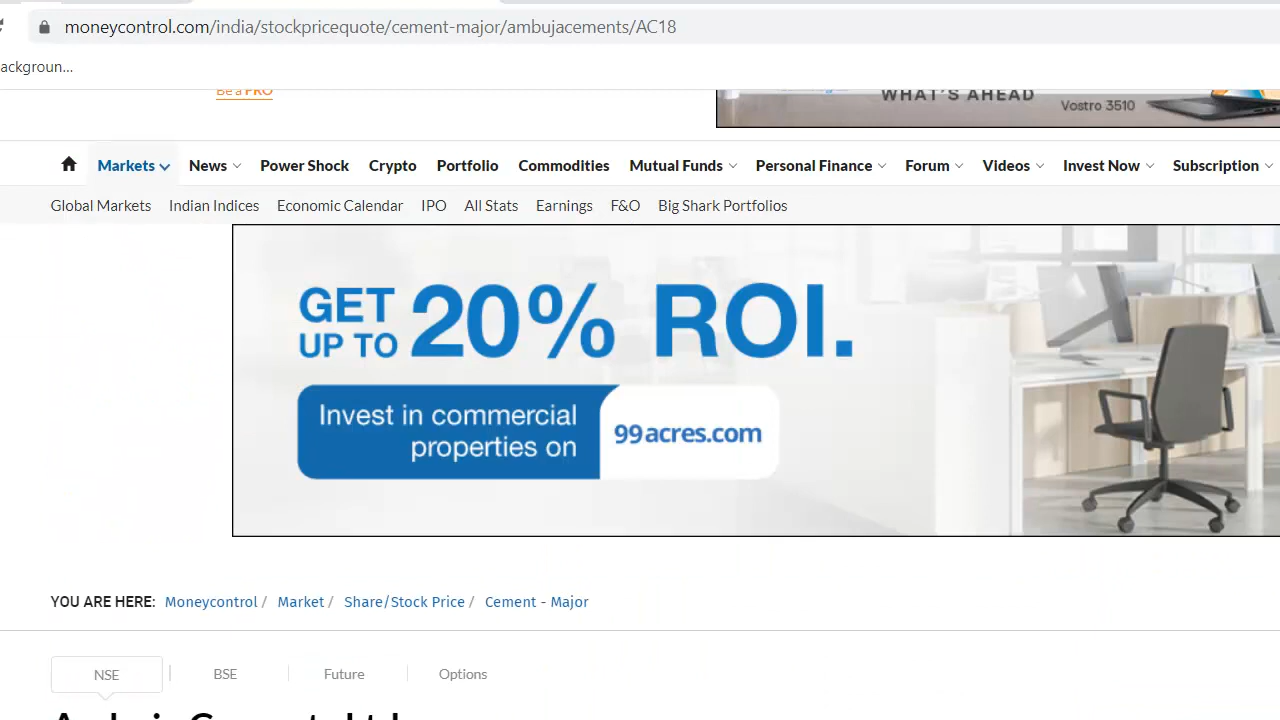 moneycontrol.com/india/stockpricequote/cement-major/ambujacements/AC18
ackgroun...
Be a PRO
WHAT'S AHEAD
Vostro 3510
Markets News Power Shock Crypto Portfolio Commodities Mutual Funds Personal Finance Forum Videos Invest Now Subscription
Global Markets Indian Indices Economic Calendar IPO All Stats Earnings F&O Big Shark Portfolios
GET
UP TO 20% ROI.
Invest in commercial
properties on 99acres.com
YOU ARE HERE: Moneycontrol / Market / Share/Stock Price / Cement - Major
NSE BSE Future Options
Ambuja Cements Ltd.